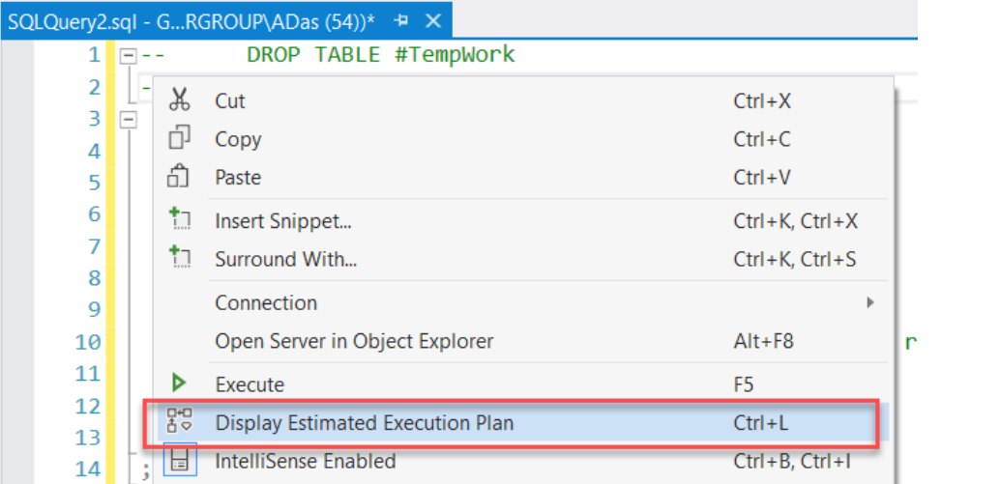 SQLQuery2.sql - G...RGROUP\ADas (54))*
1 -- DROP TABLE #TempWork
2 -
Cut Ctrl+X
3
Copy Ctrl+C
4
Paste Ctrl+V
5
6 Insert Snippet... Ctrl+K, Ctrl+X
7
Surround With... Ctrl+K, Ctrl+S
8
9 Connection
10 Open Server in Object Explorer Alt+F8 r
11 Execute F5
12
Display Estimated Execution Plan Ctrl+L
13
IntelliSense Enabled Ctrl+B, Ctrl+I
14 ;